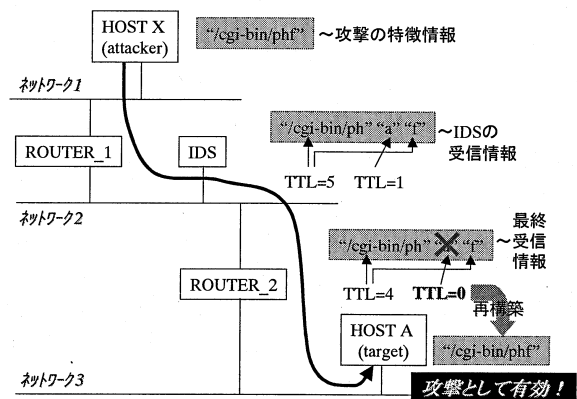 HOST X
(attacker)
“/cgi-bin/phf” ～攻撃の特徴情報
ネットワーク1
ROUTER_1
IDS
“/cgi-bin/ph” “a” “f” ～IDSの
受信情報
TTL=5 TTL=1
ネットワーク2
ROUTER_2
“/cgi-bin/ph” “f” ～最終
受信
情報
TTL=4 TTL=0
再構築
HOST A
(target)
“/cgi-bin/phf”
ネットワーク3
攻撃として有効！